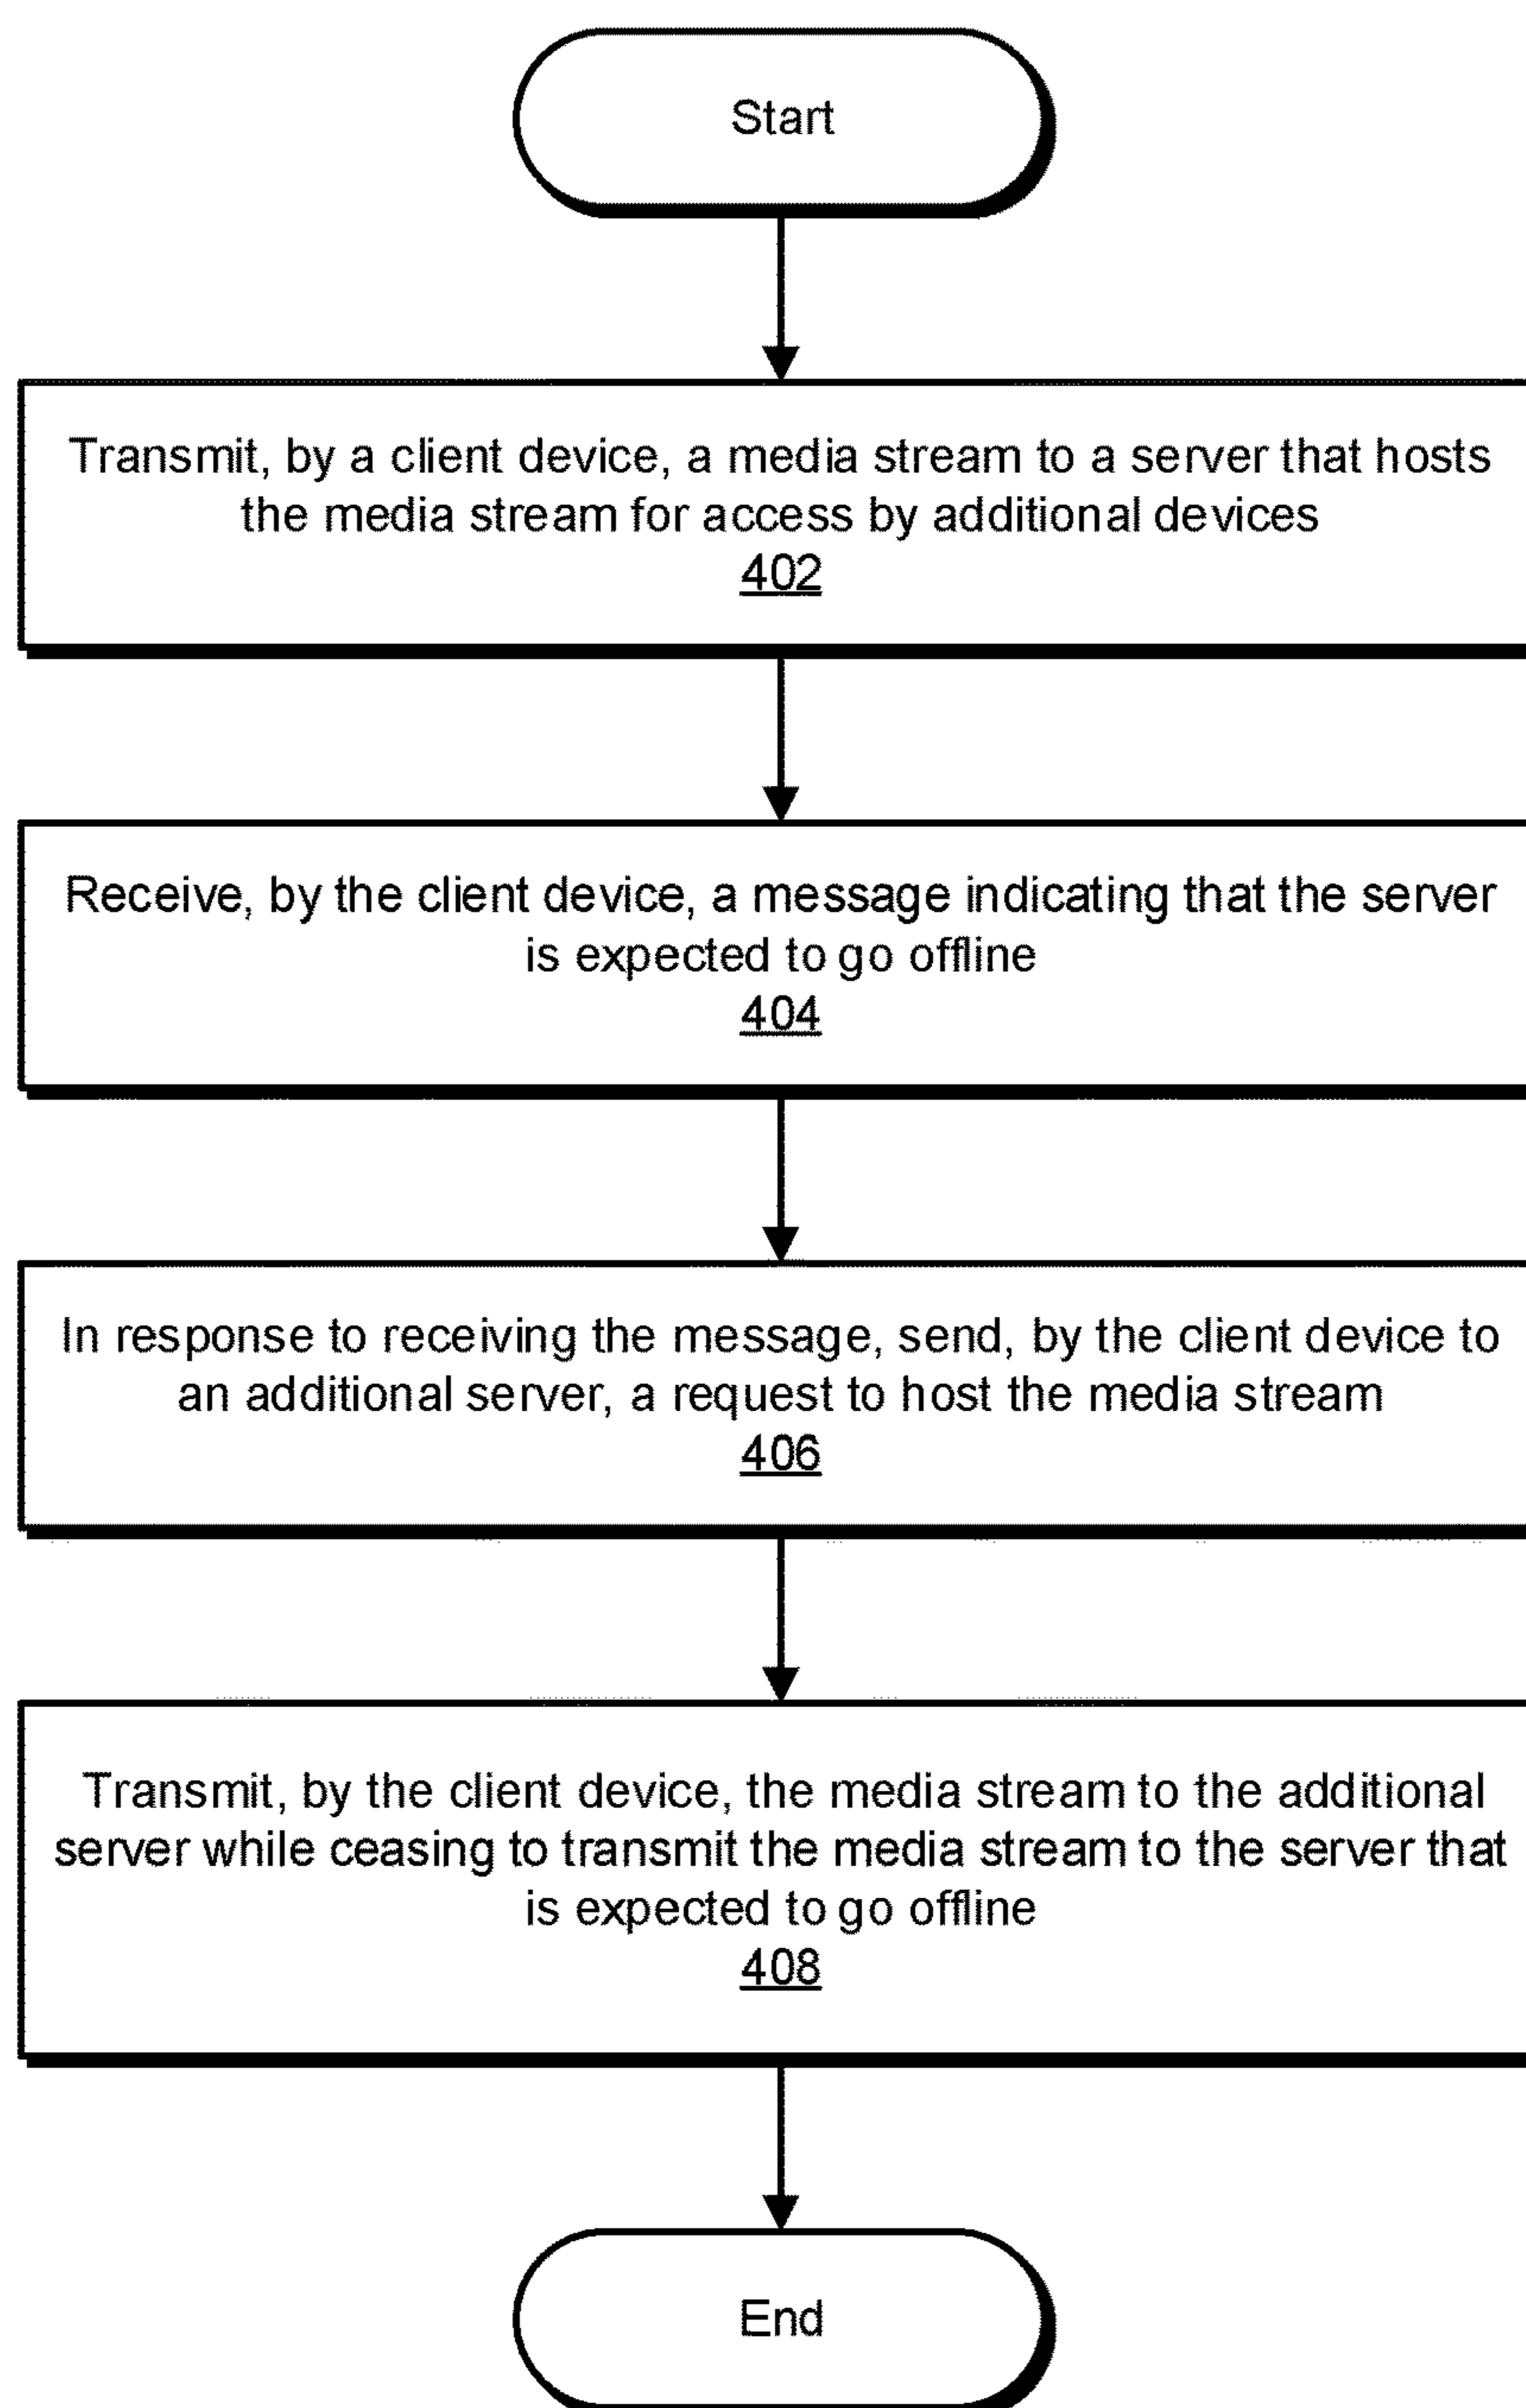 Start
Transmit, by a client device, a media stream to a server that hosts
the media stream for access by additional devices
402
Receive, by the client device, a message indicating that the server
is expected to go offline
404
In response to receiving the message, send, by the client device to
an additional server, a request to host the media stream
406
Transmit, by the client device, the media stream to the additional
server while ceasing to transmit the media stream to the server that
is expected to go offline
408
End